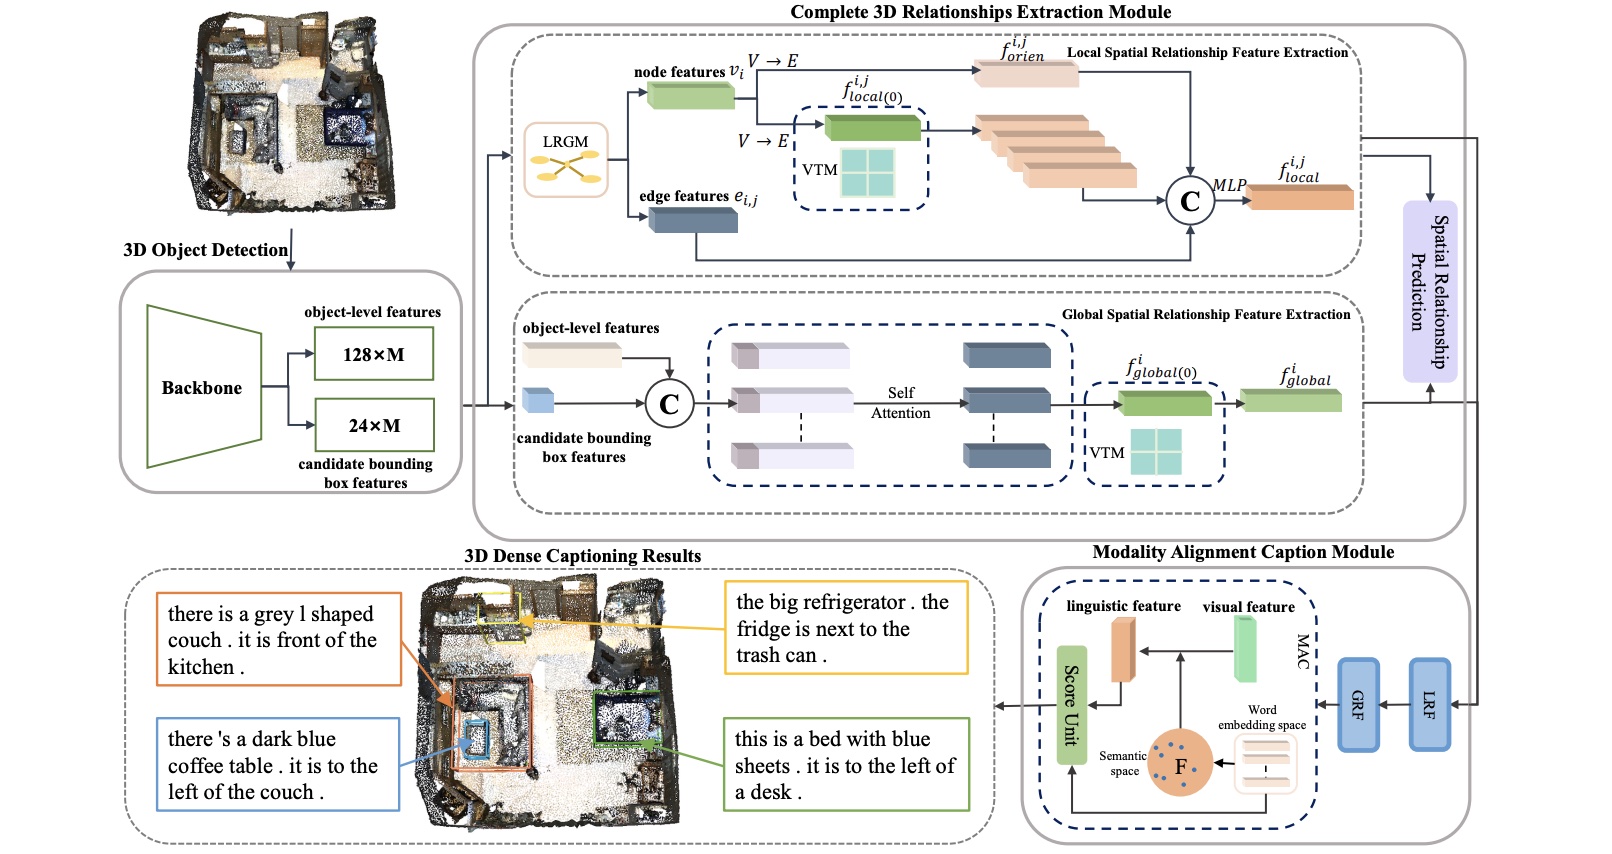 Complete 3D Relationships Extraction Module
Local Spatial Relationship Feature Extraction
node features v_i
V → E
V → E
f_{orien}^{i,j}
f_{local(0)}^{i,j}
LRGM
VTM
edge features e_{i,j}
C
MLP
f_{local}^{i,j}
Spatial Relationship
Prediction
3D Object Detection
Backbone
object-level features
128×M
24×M
candidate bounding
box features
Global Spatial Relationship Feature Extraction
object-level features
candidate bounding
box features
C
Self
Attention
f_{global(0)}^{i}
VTM
f_{global}^{i}
3D Dense Captioning Results
there is a grey l shaped
couch . it is front of the
kitchen .
the big refrigerator . the
fridge is next to the
trash can .
there 's a dark blue
coffee table . it is to the
left of the couch .
this is a bed with blue
sheets . it is to the left of
a desk .
Modality Alignment Caption Module
linguistic feature
visual feature
MAC
Score Unit
Semantic
space
F
Word
embedding space
GRF
LRF